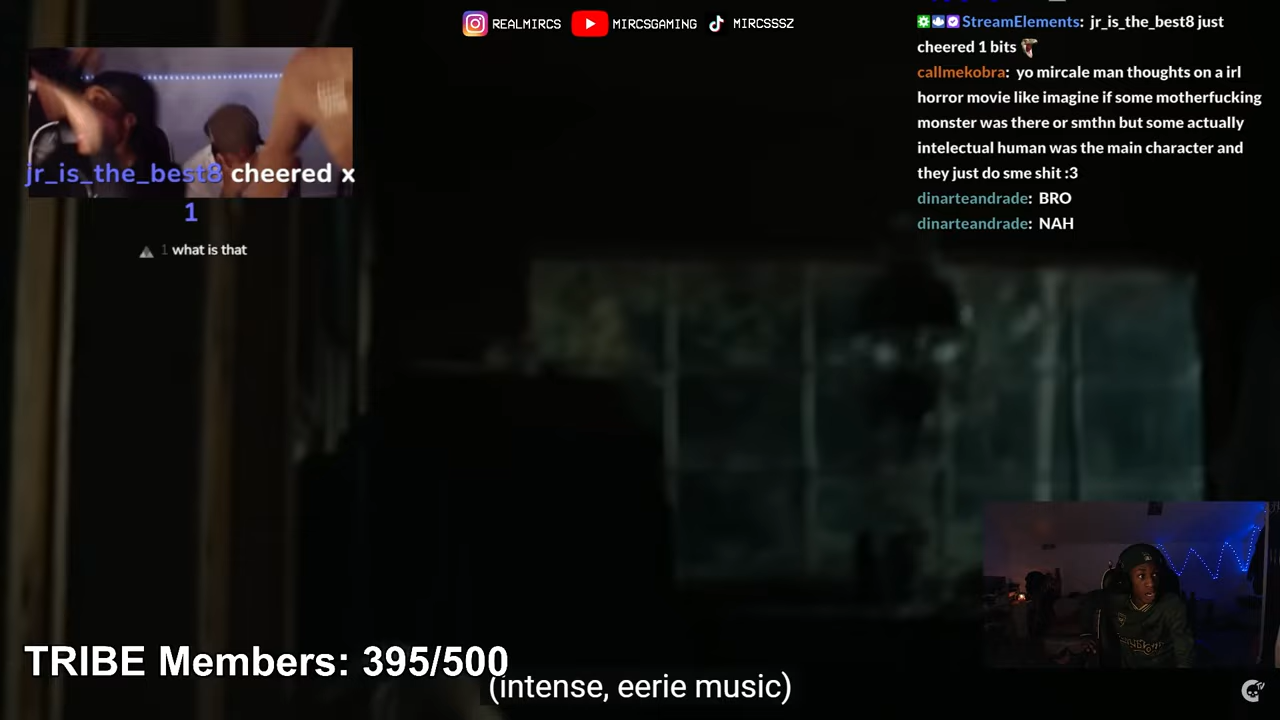 REALMIRCS MIRCSGAMING MIRCSSSZ
StreamElements: jr_is_the_best8 just
cheered 1 bits
callmekobra: yo mircale man thoughts on a irl
horror movie like imagine if some motherfucking
monster was there or smthn but some actually
intelectual human was the main character and
they just do sme shit :3
dinarteandrade: BRO
dinarteandrade: NAH
jr_is_the_best8 cheered x
1
1 what is that
TRIBE Members: 395/500
(intense, eerie music)